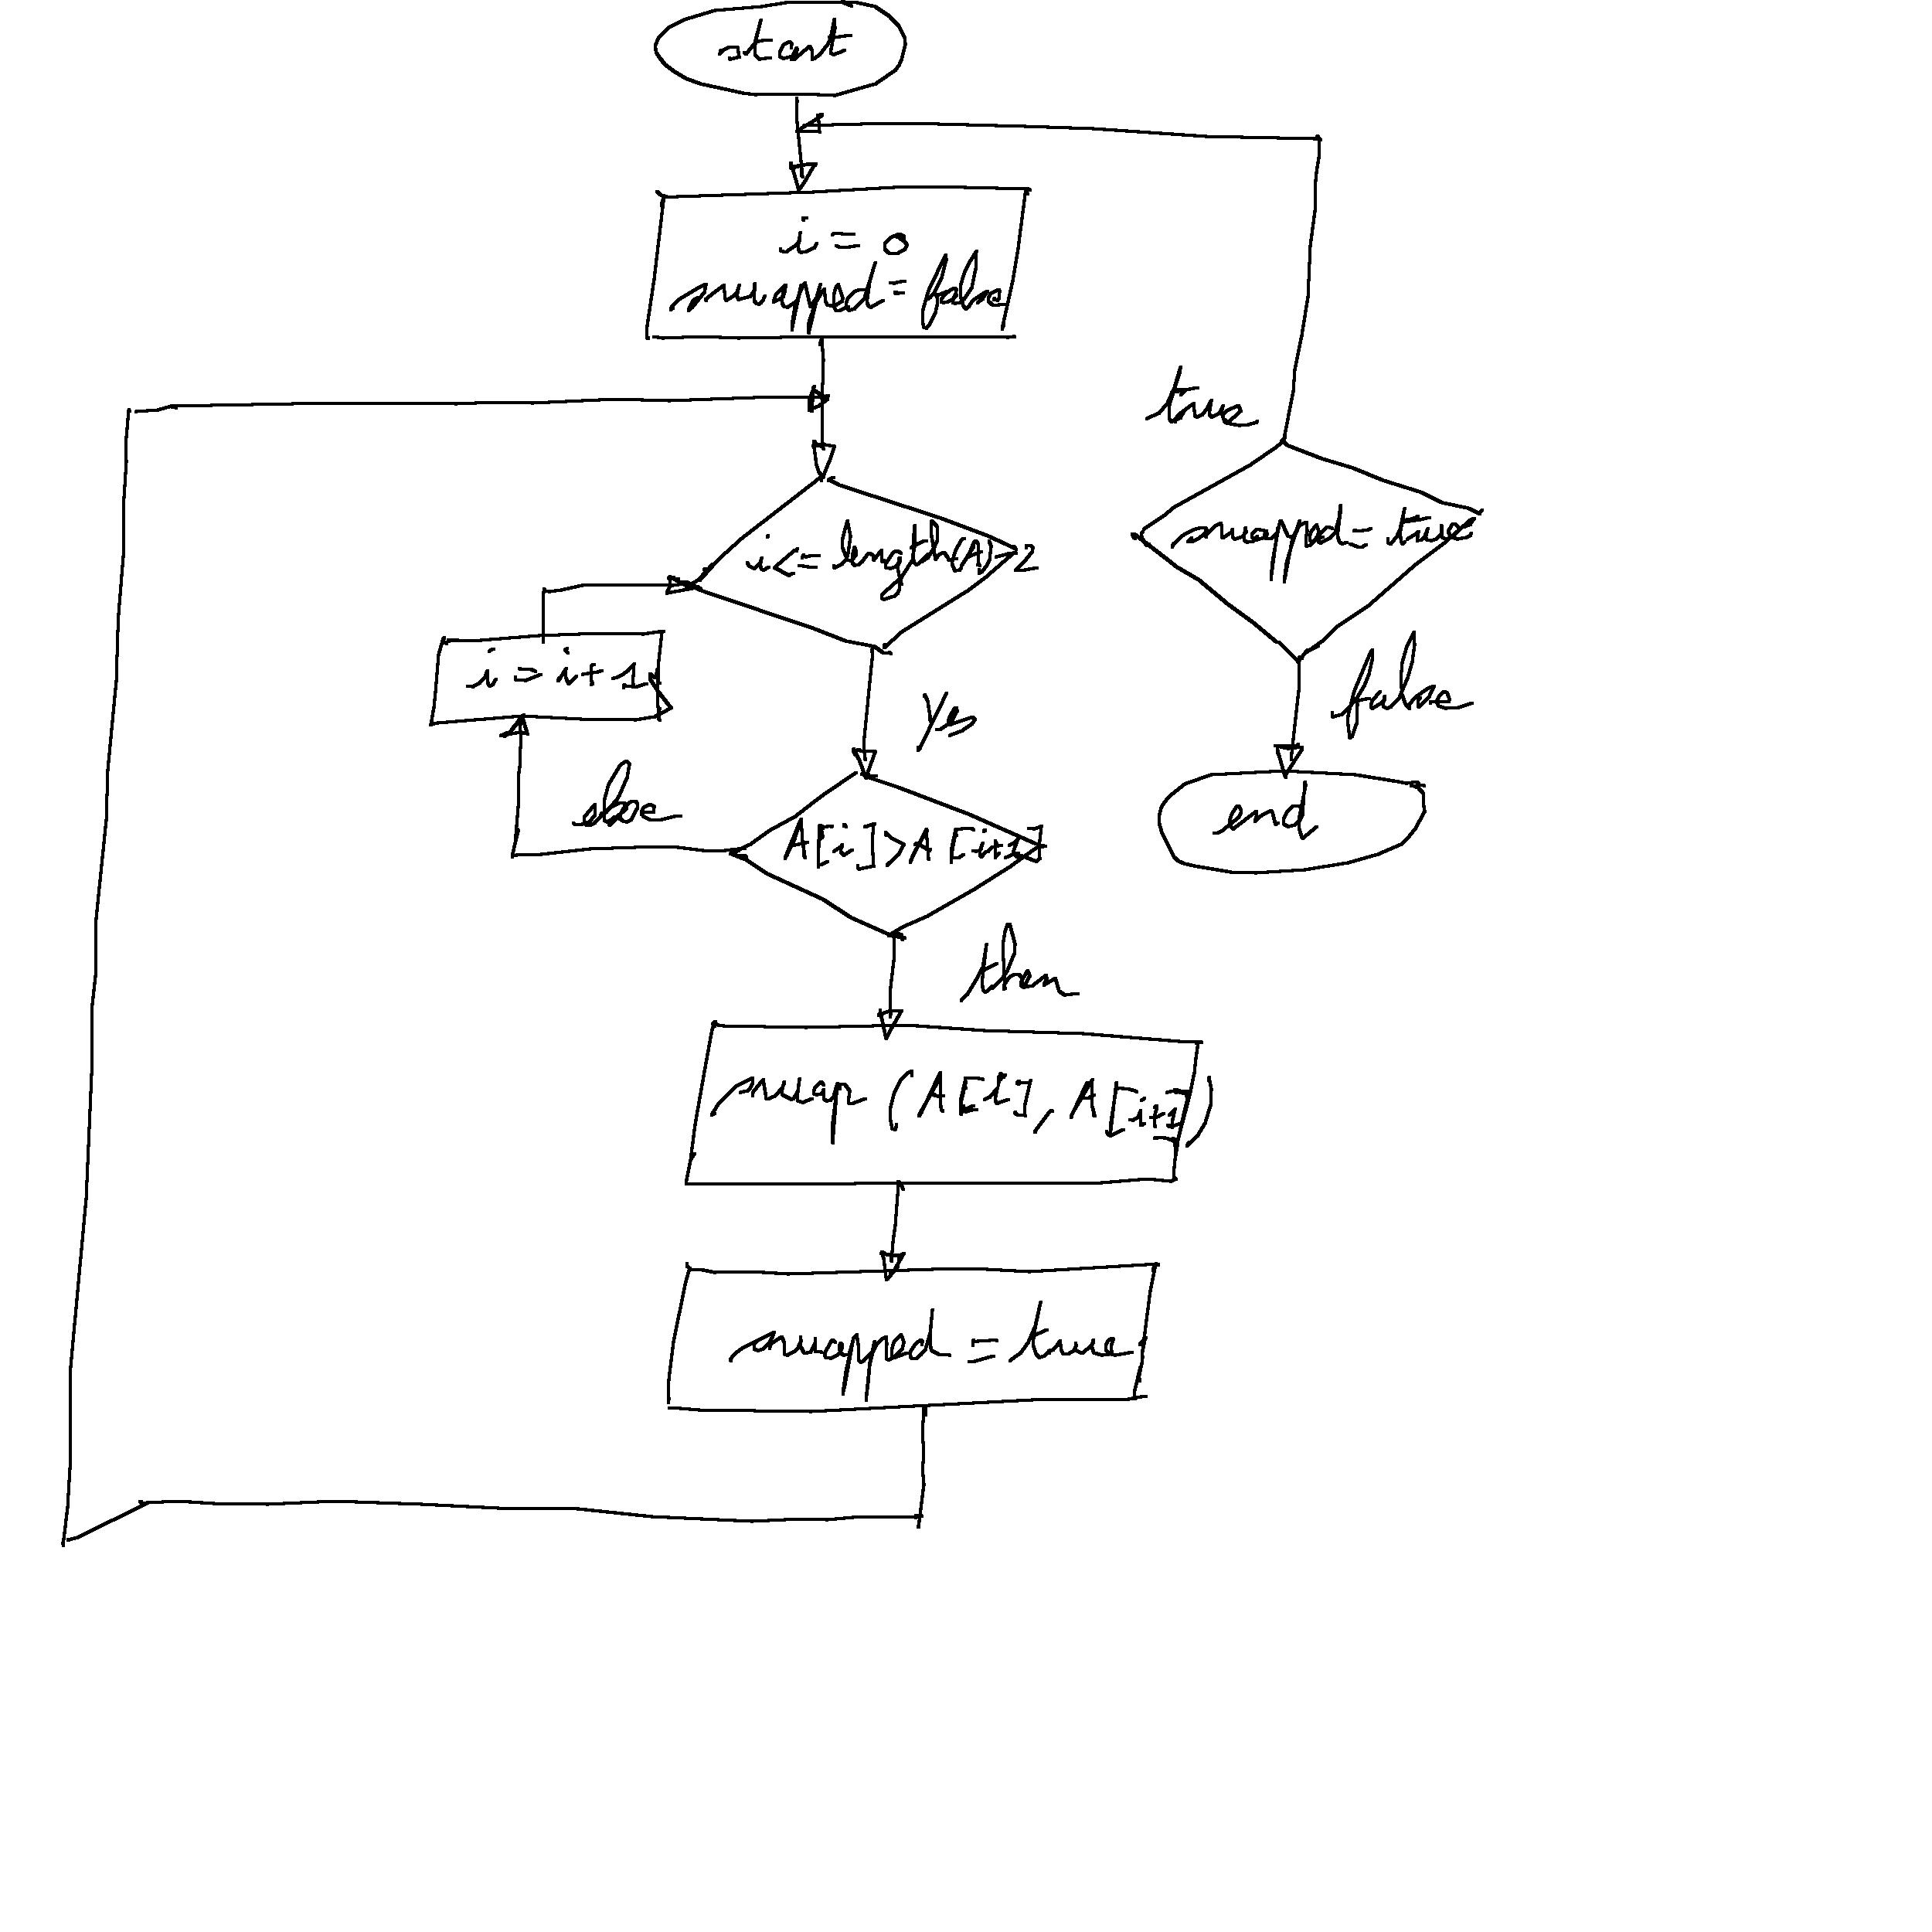 start
i = 0
swapped = false
true
i <= length(A)-2
swapped = true
i = i+1
yes
false
else
A[i]>A[i+1]
end
then
swap (A[i], A[i+1])
swapped = true